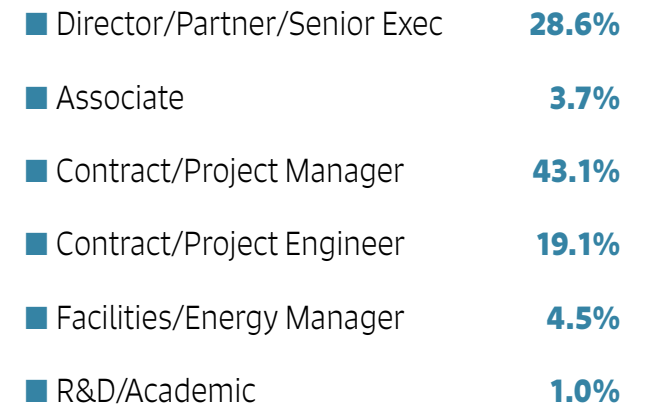 Director/Partner/Senior Exec 28.6%
Associate 3.7%
Contract/Project Manager 43.1%
Contract/Project Engineer 19.1%
Facilities/Energy Manager 4.5%
R&D/Academic 1.0%